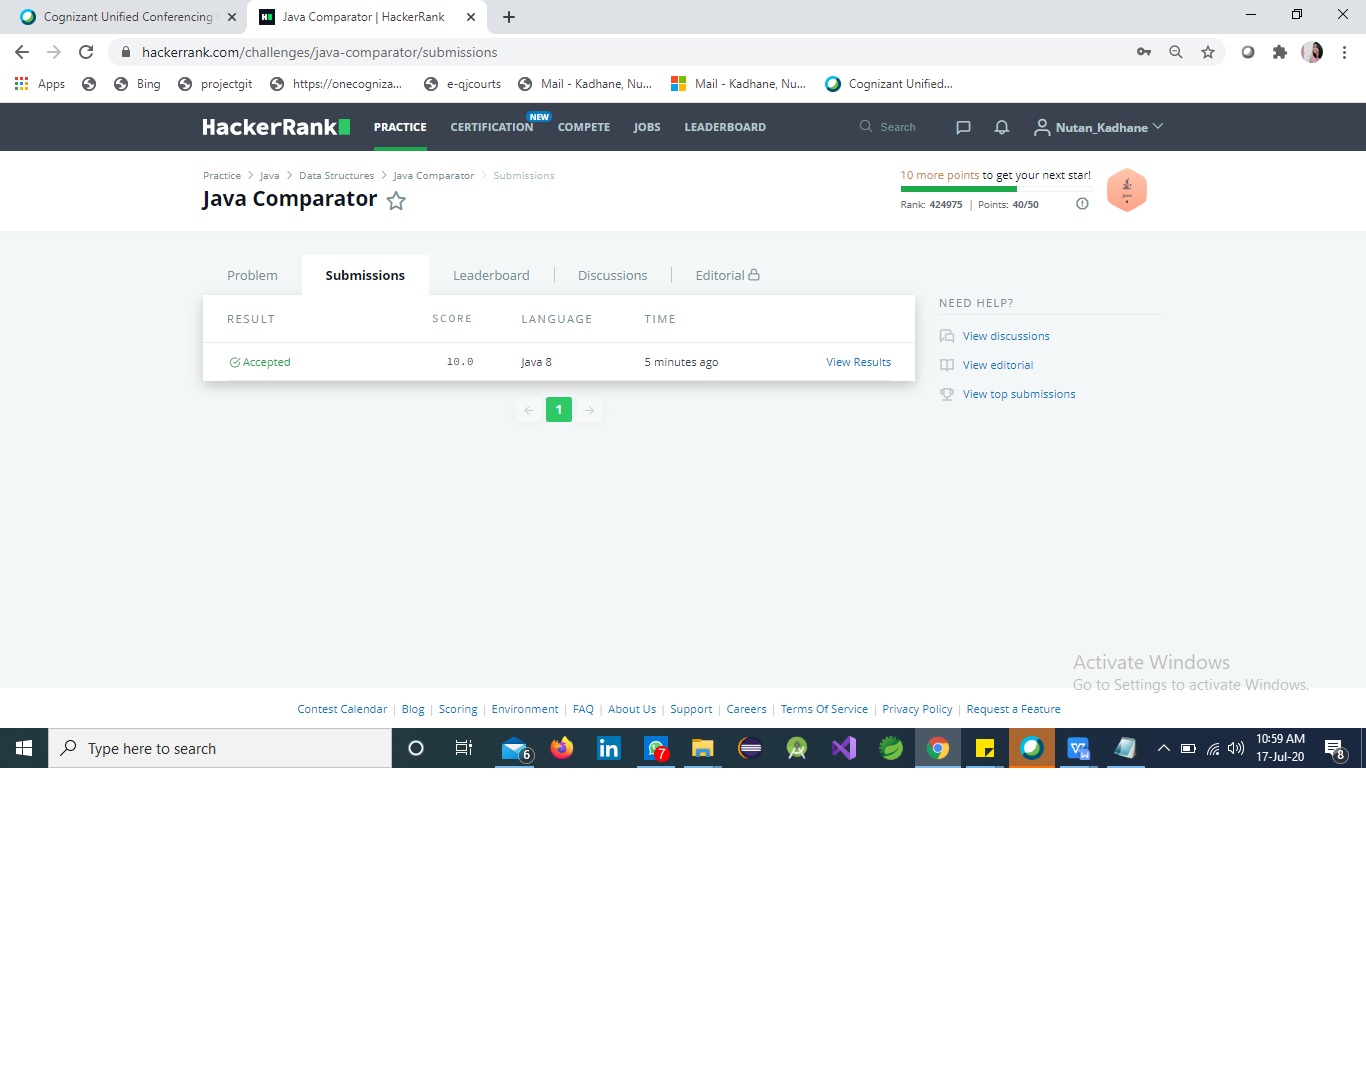 Cognizant Unified Conferencing
Java Comparator | HackerRank
hackerrank.com/challenges/java-comparator/submissions
Apps Bing projectgit https://onecogniza... e-qjcourts Mail - Kadhane, Nu... Mail - Kadhane, Nu... Cognizant Unified...
HackerRank PRACTICE CERTIFICATION NEW COMPETE JOBS LEADERBOARD Search Nutan_Kadhane
Practice > Java > Data Structures > Java Comparator > Submissions
Java Comparator
10 more points to get your next star!
Rank: 424975 | Points: 40/50
Java
Problem Submissions Leaderboard Discussions Editorial
RESULT SCORE LANGUAGE TIME
Accepted 10.0 Java 8 5 minutes ago View Results
← 1 →
NEED HELP?
View discussions
View editorial
View top submissions
Activate Windows
Go to Settings to activate Windows.
Contest Calendar | Blog | Scoring | Environment | FAQ | About Us | Support | Careers | Terms Of Service | Privacy Policy | Request a Feature
Type here to search
6
in
7
10:59 AM
17-Jul-20
8